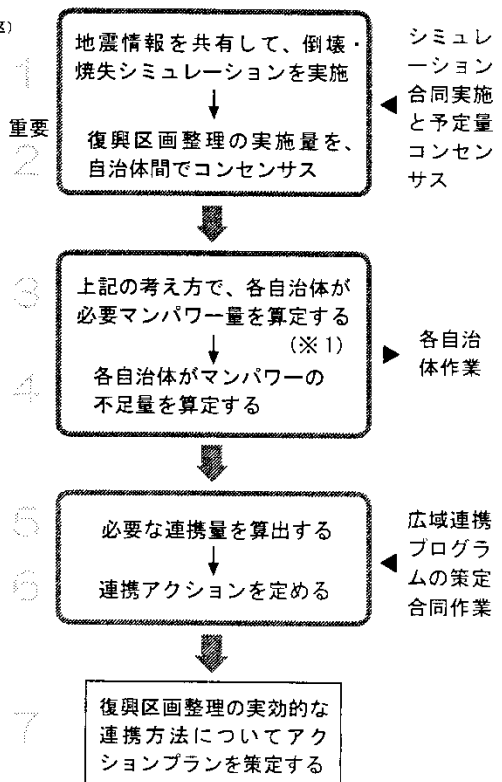 区)
1
地震情報を共有して、倒壊・
焼失シミュレーションを実施
↓
重要
2
復興区画整理の実施量を、
自治体間でコンセンサス
シミュレ
ーション
合同実施
と予定量
コンセン
サス
3
上記の考え方で、各自治体が
必要マンパワー量を算定する
(※1)
↓
4
各自治体がマンパワーの
不足量を算定する
各自治
体作業
5
必要な連携量を算出する
↓
6
連携アクションを定める
広域連携
プログラ
ムの策定
合同作業
7
復興区画整理の実効的な
連携方法についてアク
ションプランを策定する